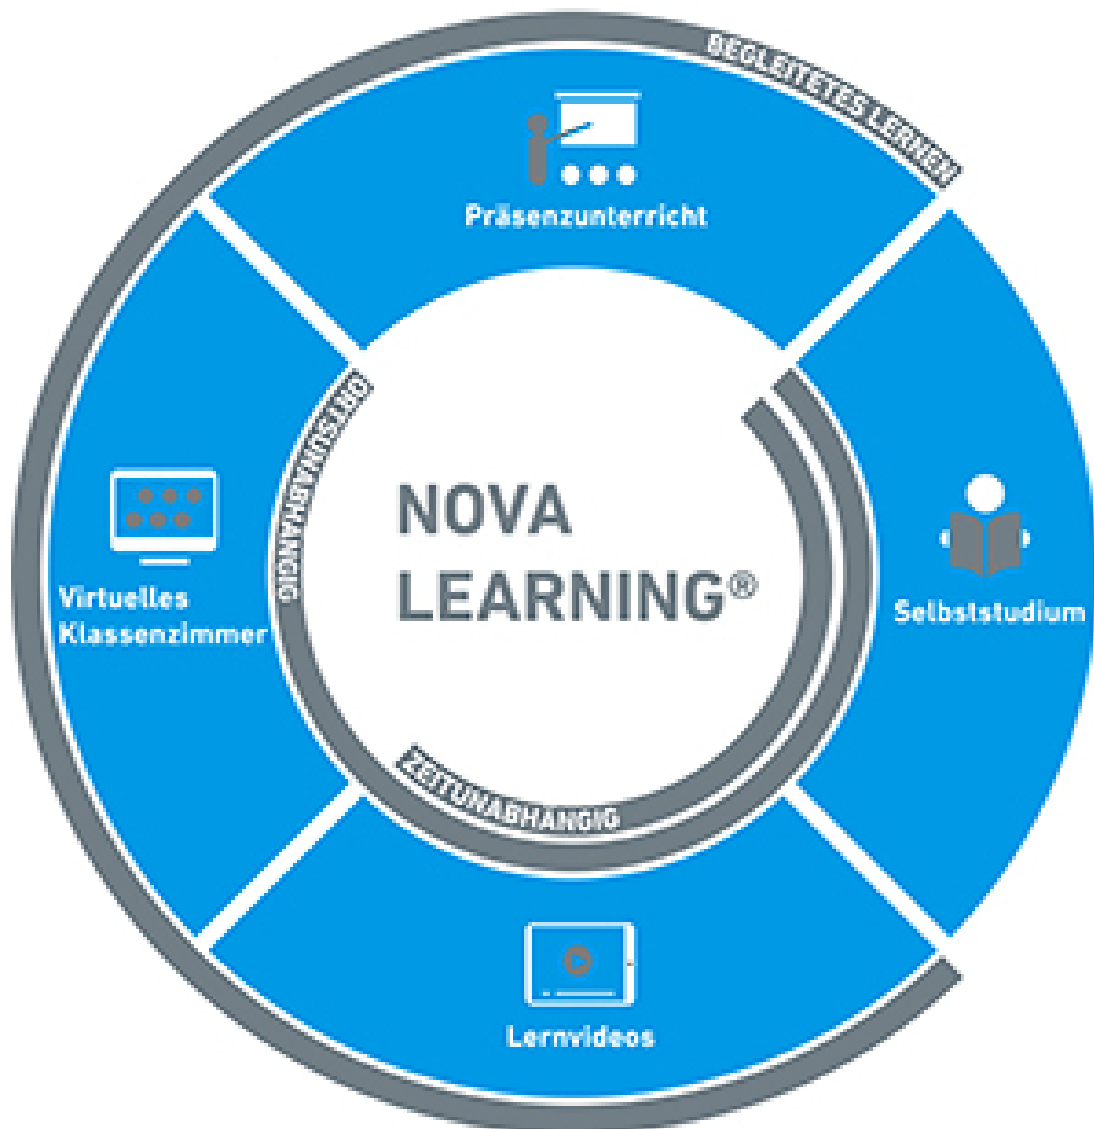 BEGLEITETES LERNEN
Präsenzunterricht
ORTSUNABHÄNGIG
NOVA
LEARNING®
Virtuelles
Klassenzimmer
Selbststudium
ZEITUNABHÄNGIG
Lernvideos